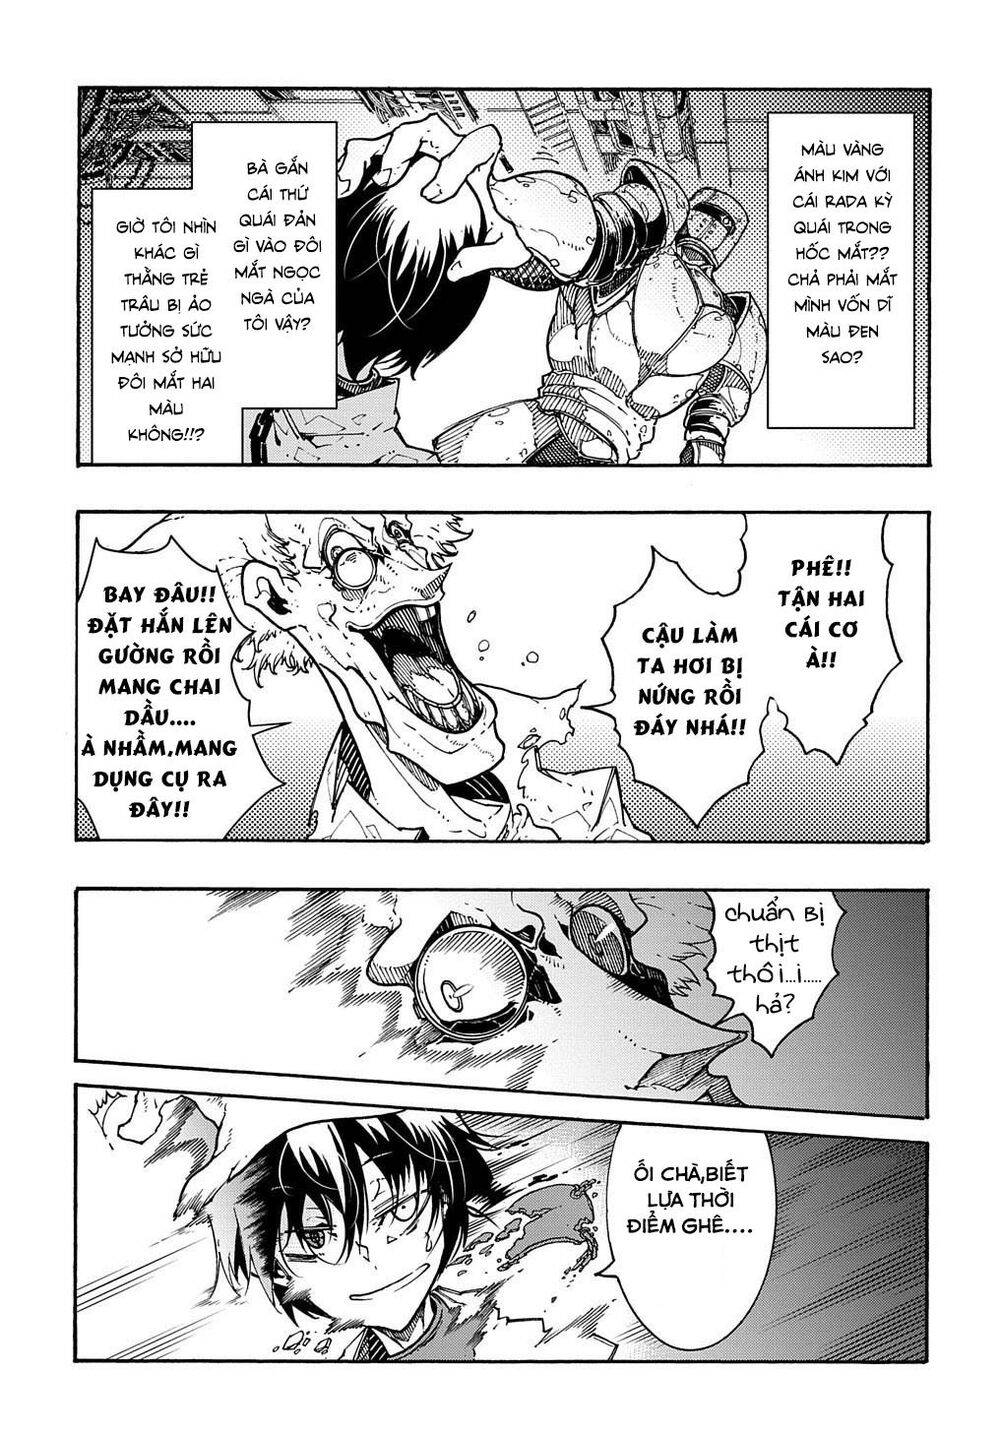 MÀU VÀNG
ÁNH KIM VỚI
CÁI RADA KỲ
QUÁI TRONG
HỐC MẮT??
CHẢ PHẢI MẮT
MÌNH VỐN DĨ
MÀU ĐEN
SAO?
BÀ GẮN
CÁI THỨ
QUÁI ĐẢN
GÌ VÀO ĐÔI
MẮT NGỌC
NGÀ CỦA
TÔI VẬY?
GIỜ TÔI NHÌN
KHÁC GÌ
THẰNG TRẺ
TRÂU BỊ ẢO
TƯỞNG SỨC
MẠNH SỞ HỮU
ĐÔI MẮT HAI
MÀU
KHÔNG!!?
PHÊ!!
TẬN HAI
CÁI CƠ
À!!
CẬU LÀM
TA HƠI BỊ
NỨNG RỒI
ĐÁY NHÁ!!
BAY ĐÂU!!
ĐẶT HẮN LÊN
GƯỜNG RỒI
MANG CHAI
DẦU....
À NHẦM,MANG
DỤNG CỤ RA
ĐÂY!!
chuẩn bị
thịt
thôi...i.....
hả?
ỐI CHÀ,BIẾT
LỰA THỜI
ĐIỂM GHÊ....